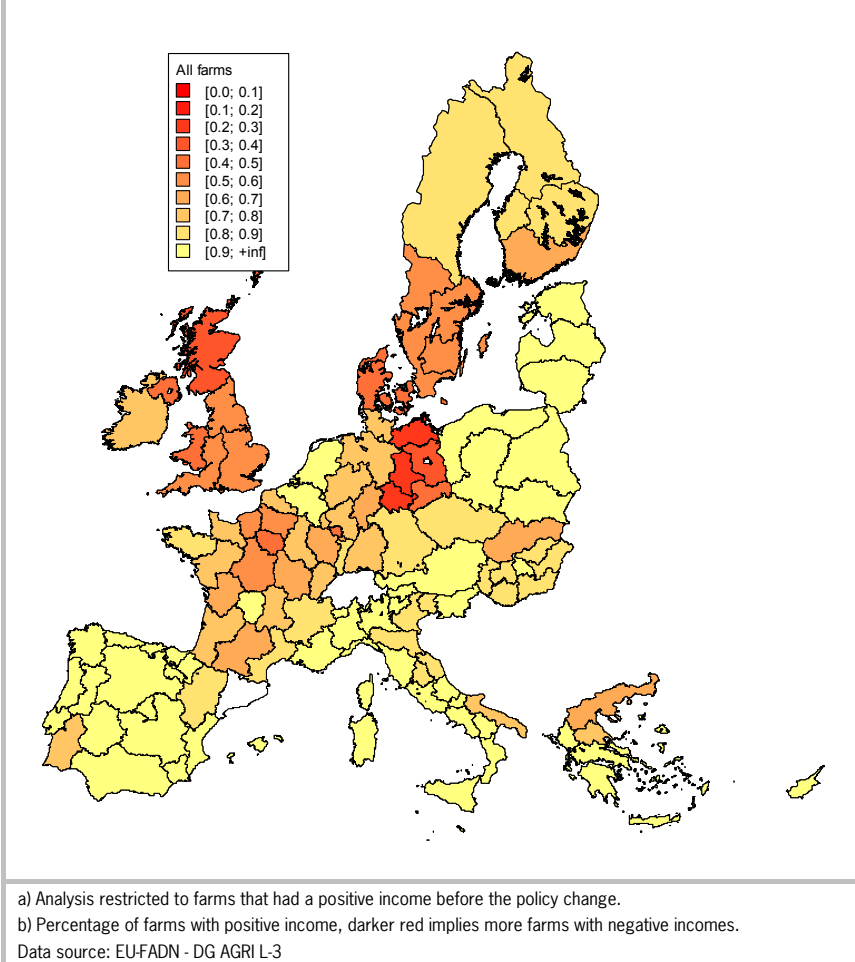 All farms
[0.0; 0.1]
[0.1; 0.2]
[0.2; 0.3]
[0.3; 0.4]
[0.4; 0.5]
[0.5; 0.6]
[0.6; 0.7]
[0.7; 0.8]
[0.8; 0.9]
[0.9; +inf]
a) Analysis restricted to farms that had a positive income before the policy change.
b) Percentage of farms with positive income, darker red implies more farms with negative incomes.
Data source: EU-FADN - DG AGRI L-3